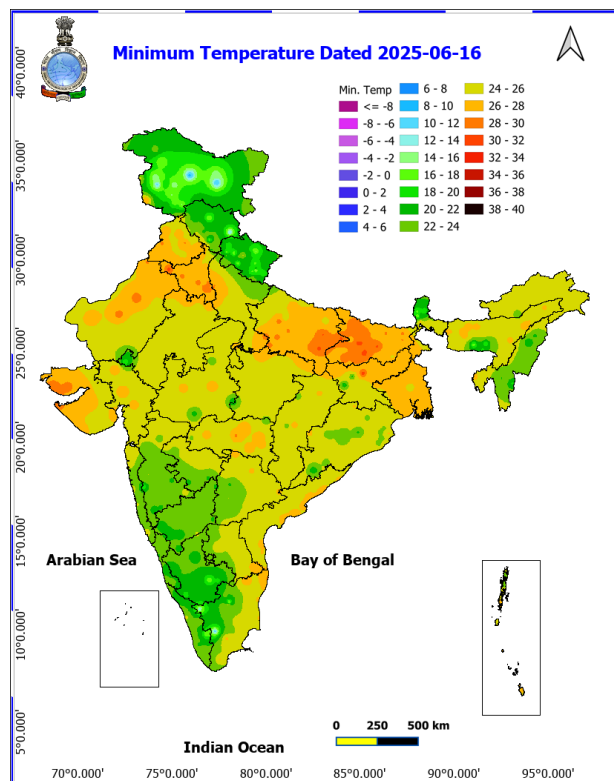 Minimum Temperature Dated 2025-06-16
Min. Temp
<= -8
-8 - -6
-6 - -4
-4 - -2
-2 - 0
0 - 2
2 - 4
4 - 6
6 - 8
8 - 10
10 - 12
12 - 14
14 - 16
16 - 18
18 - 20
20 - 22
22 - 24
24 - 26
26 - 28
28 - 30
30 - 32
32 - 34
34 - 36
36 - 38
38 - 40
40°0.000'
35°0.000'
30°0.000'
25°0.000'
20°0.000'
15°0.000'
10°0.000'
5°0.000'
Arabian Sea
Bay of Bengal
Indian Ocean
0 250 500 km
70°0.000' 75°0.000' 80°0.000' 85°0.000' 90°0.000' 95°0.000'